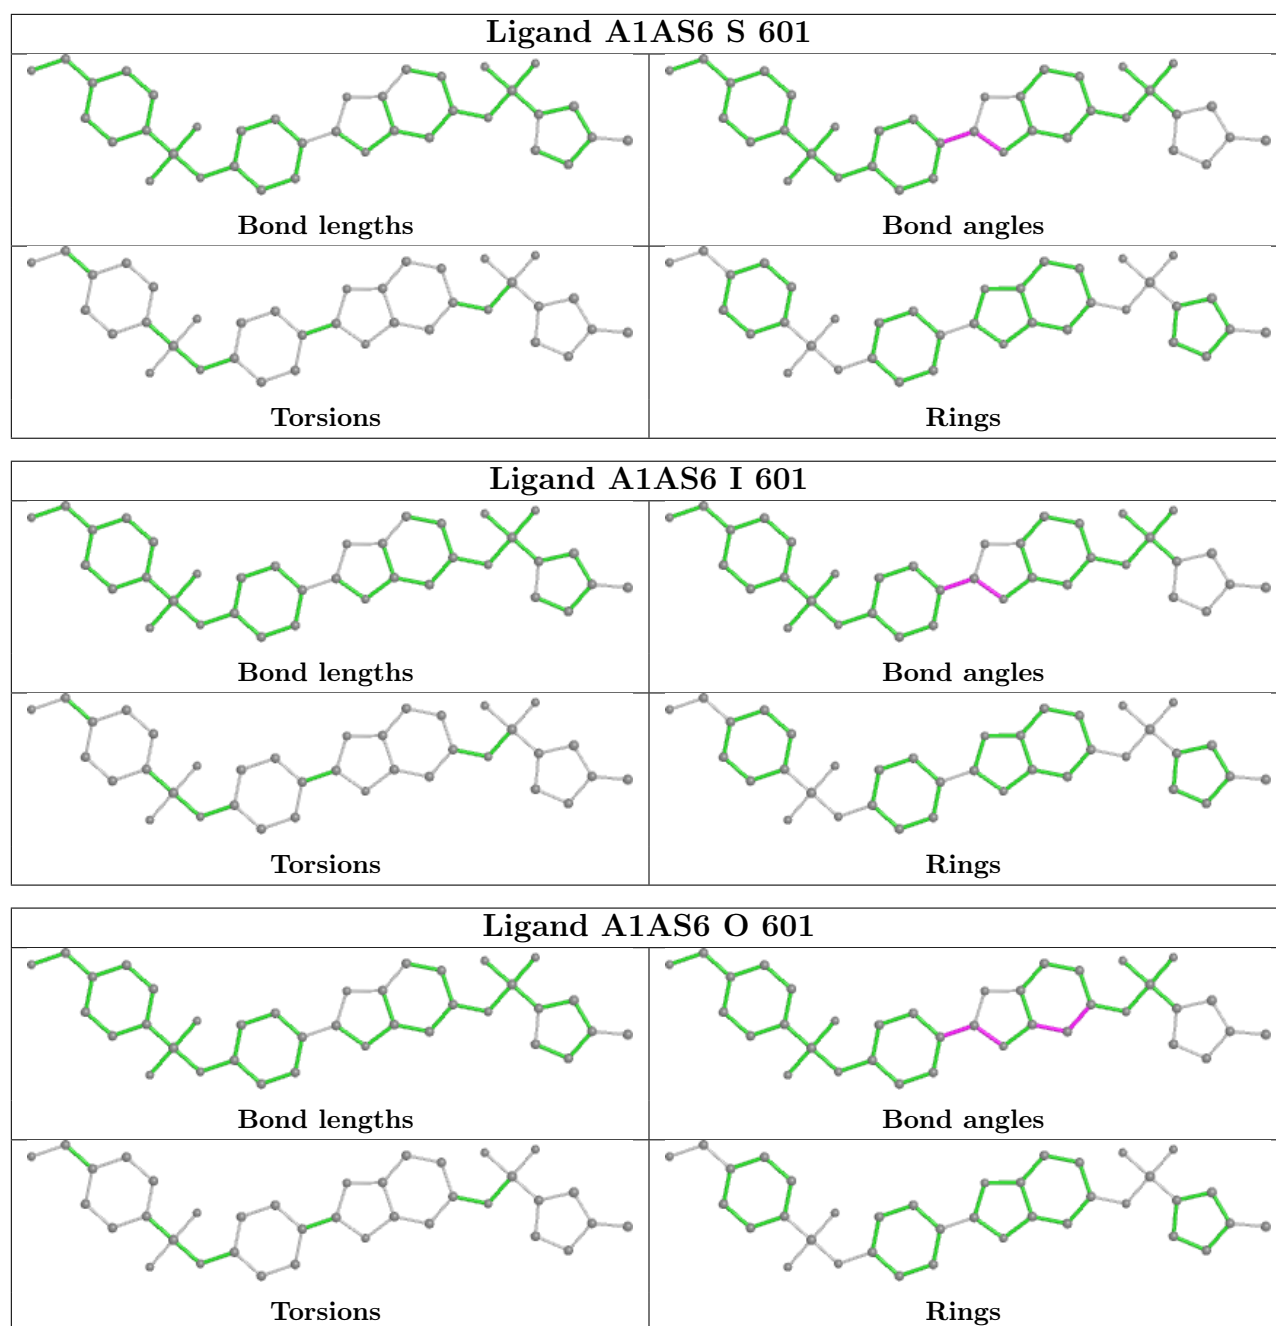 Ligand A1AS6 S 601
Bond lengths
Bond angles
Torsions
Rings
Ligand A1AS6 I 601
Bond lengths
Bond angles
Torsions
Rings
Ligand A1AS6 O 601
Bond lengths
Bond angles
Torsions
Rings